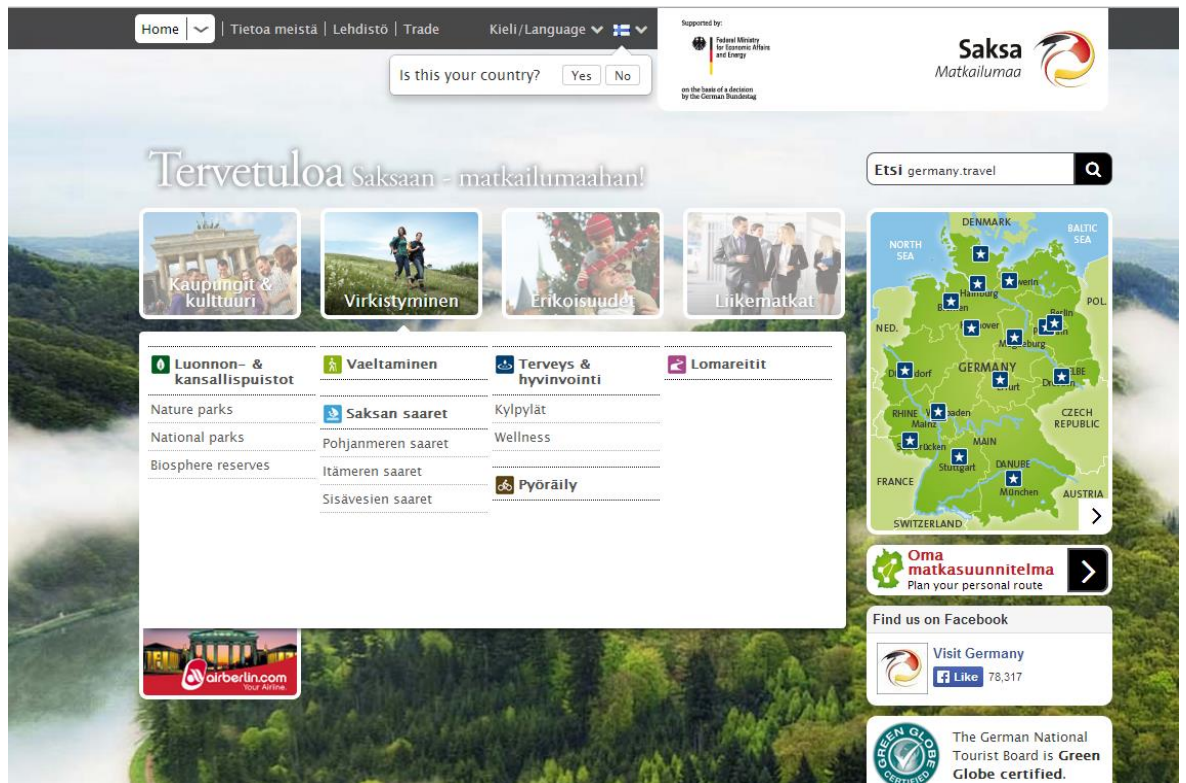 Home
Tietoa meistä | Lehdistö | Trade
Kieli/Language
Is this your country? Yes No
Supported by:
Federal Ministry
for Economic Affairs
and Energy
on the basis of a decision
by the German Bundestag
Saksa
Matkailumaa
Tervetuloa Saksaan - matkailumaahan!
Etsi germany.travel
Kaupungit &
kulttuuri
Virkistyminen
Erikoisuudet
Liikematkat
Luonnon- &
kansallispuistot
Nature parks
National parks
Biosphere reserves
Vaeltaminen
Saksan saaret
Pohjanmeren saaret
Itämeren saaret
Sisävesien saaret
Terveys &
hyvinvointi
Kylpylät
Wellness
Pyöräily
Lomareitit
airberlin.com
Your Airline.
DENMARK
NORTH
SEA
BALTIC
SEA
POL.
NED.
Berlin
GERMANY
RHINE
Mainz
MAIN
CZECH
REPUBLIC
Stuttgart
DANUBE
FRANCE
München
AUSTRIA
SWITZERLAND
Oma
matkasuunnitelma
Plan your personal route
Find us on Facebook
Visit Germany
Like 78,317
GREEN GLOBE
CERTIFIED
The German National
Tourist Board is Green
Globe certified.